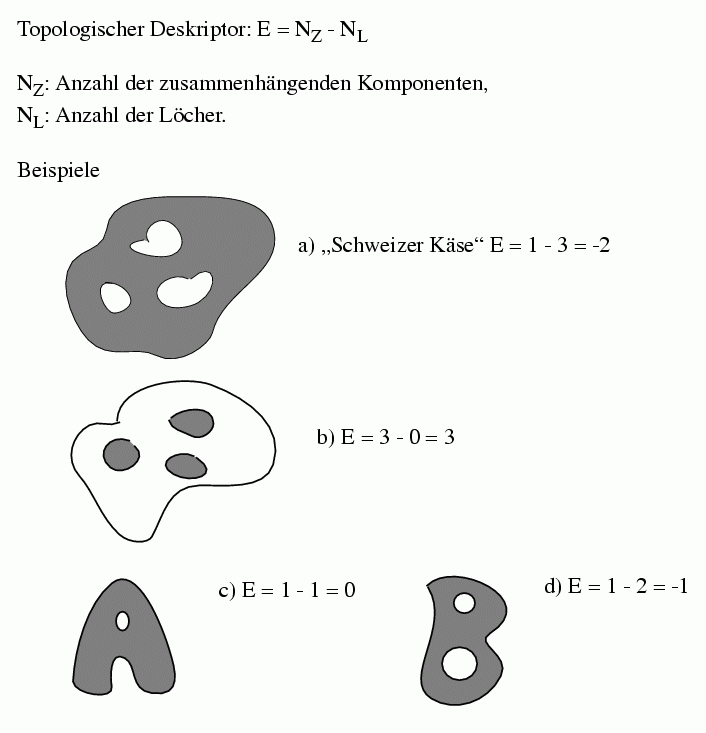 Topologischer Deskriptor: E = N_Z - N_L
N_Z: Anzahl der zusammenhängenden Komponenten,
N_L: Anzahl der Löcher.
Beispiele
a) „Schweizer Käse“ E = 1 - 3 = -2
b) E = 3 - 0 = 3
c) E = 1 - 1 = 0
d) E = 1 - 2 = -1